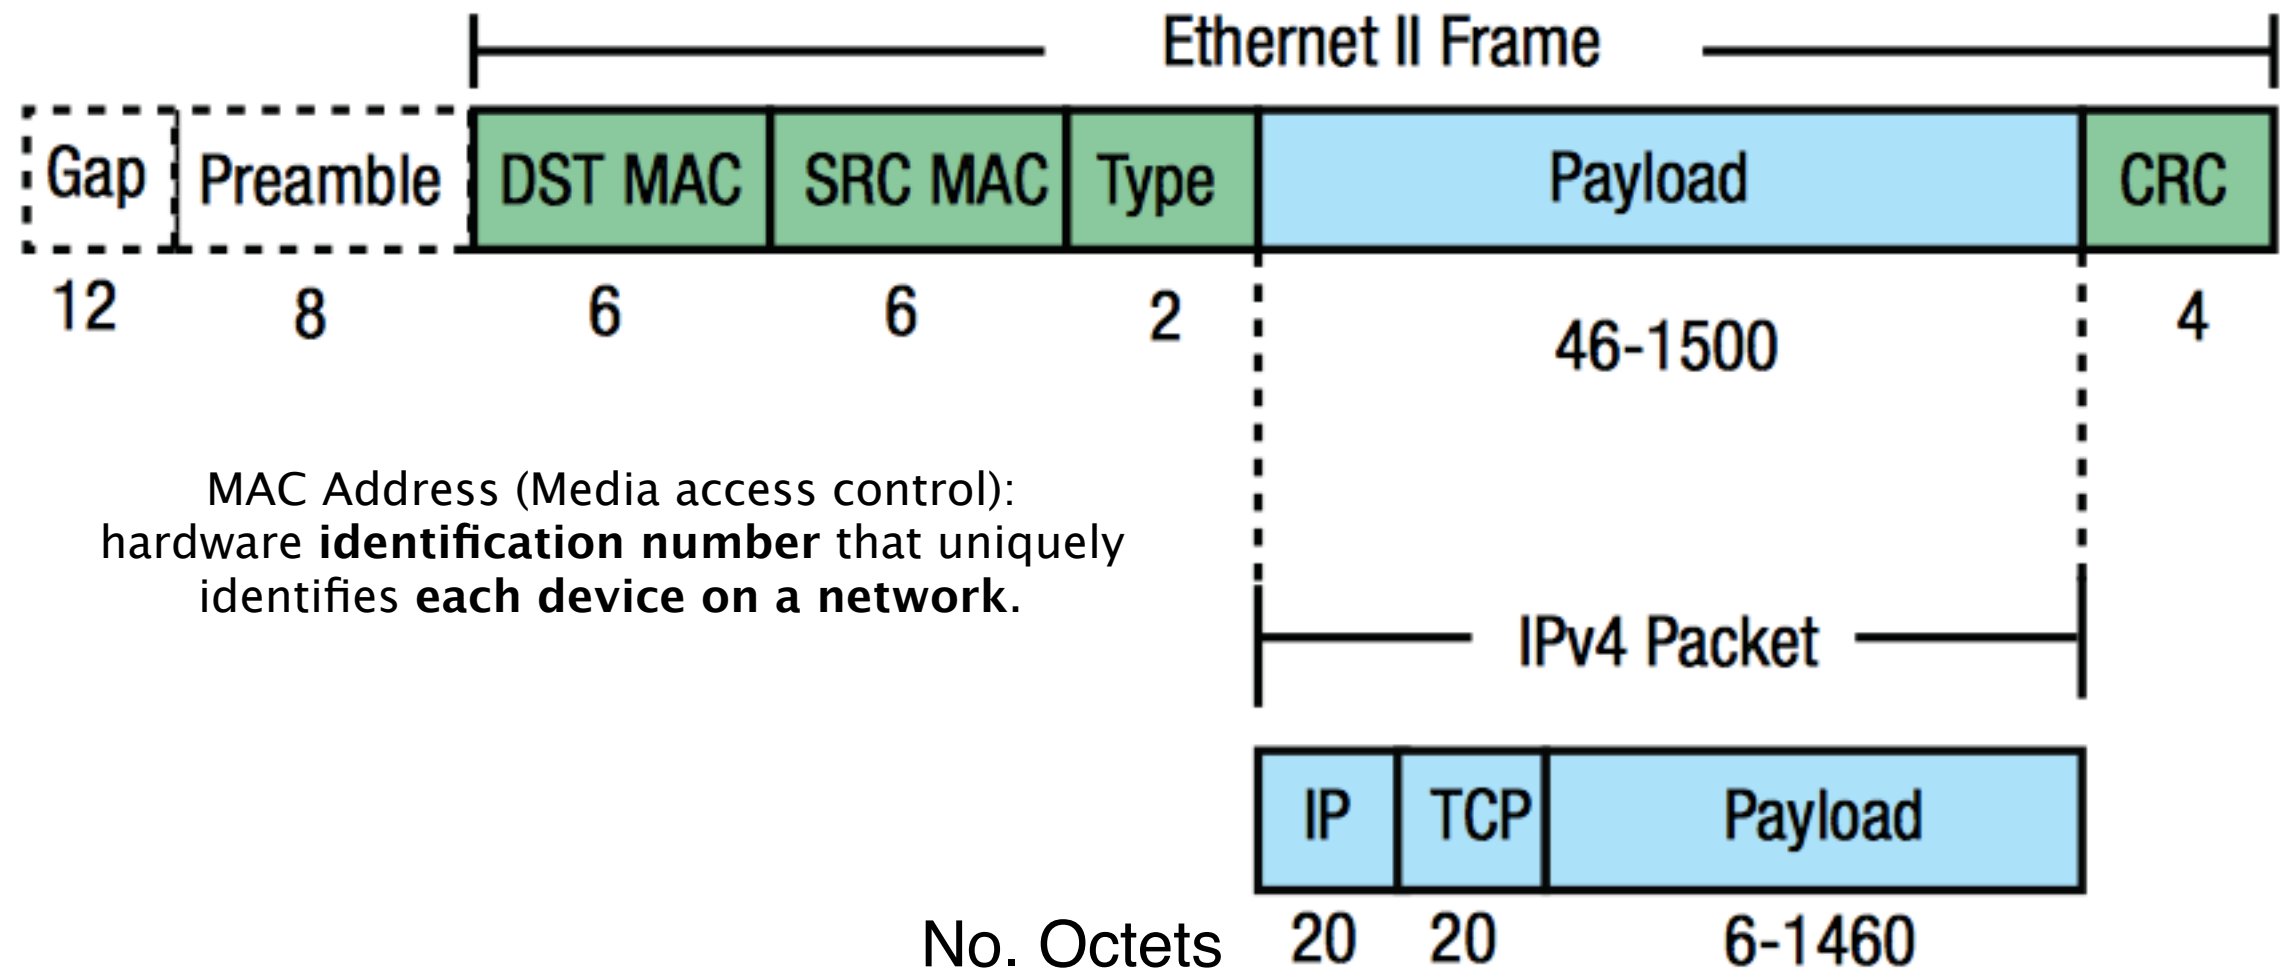 Ethernet II Frame
Gap Preamble DST MAC SRC MAC Type Payload CRC
12 8 6 6 2 46-1500 4
MAC Address (Media access control):
hardware identification number that uniquely
identifies each device on a network.
IPv4 Packet
IP TCP Payload
No. Octets 20 20 6-1460